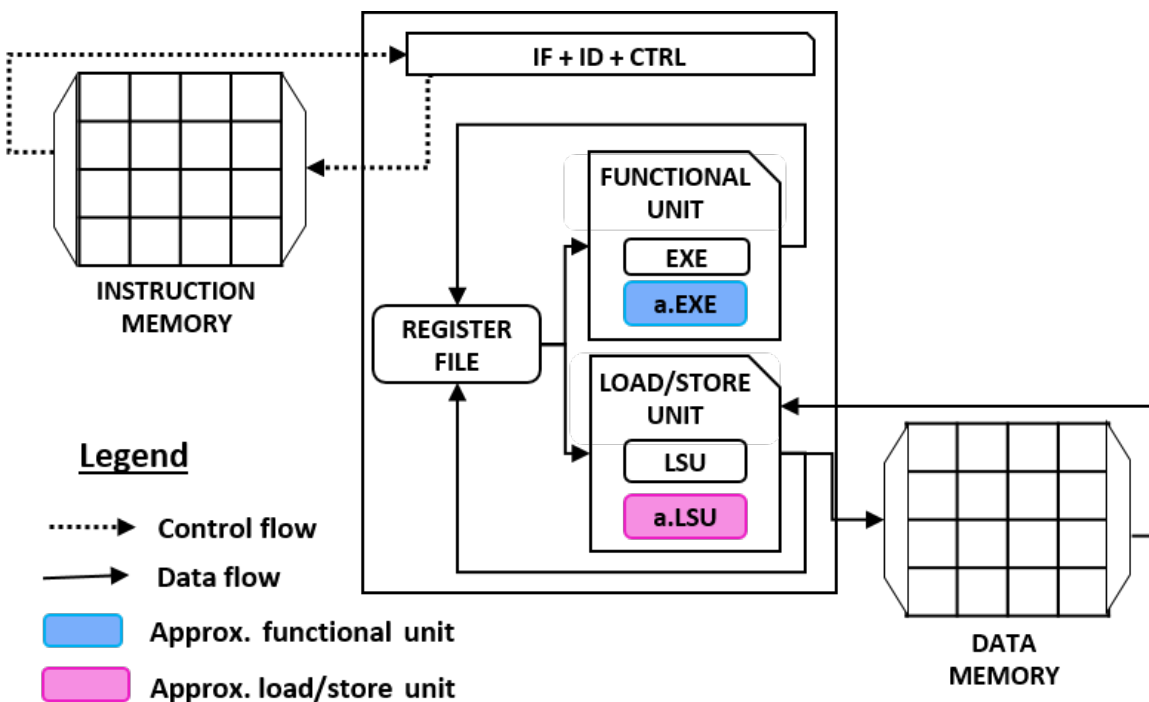 IF + ID + CTRL
INSTRUCTION
MEMORY
FUNCTIONAL
UNIT
EXE
a.EXE
REGISTER
FILE
LOAD/STORE
UNIT
LSU
a.LSU
DATA
MEMORY
Legend
Control flow
Data flow
Approx. functional unit
Approx. load/store unit